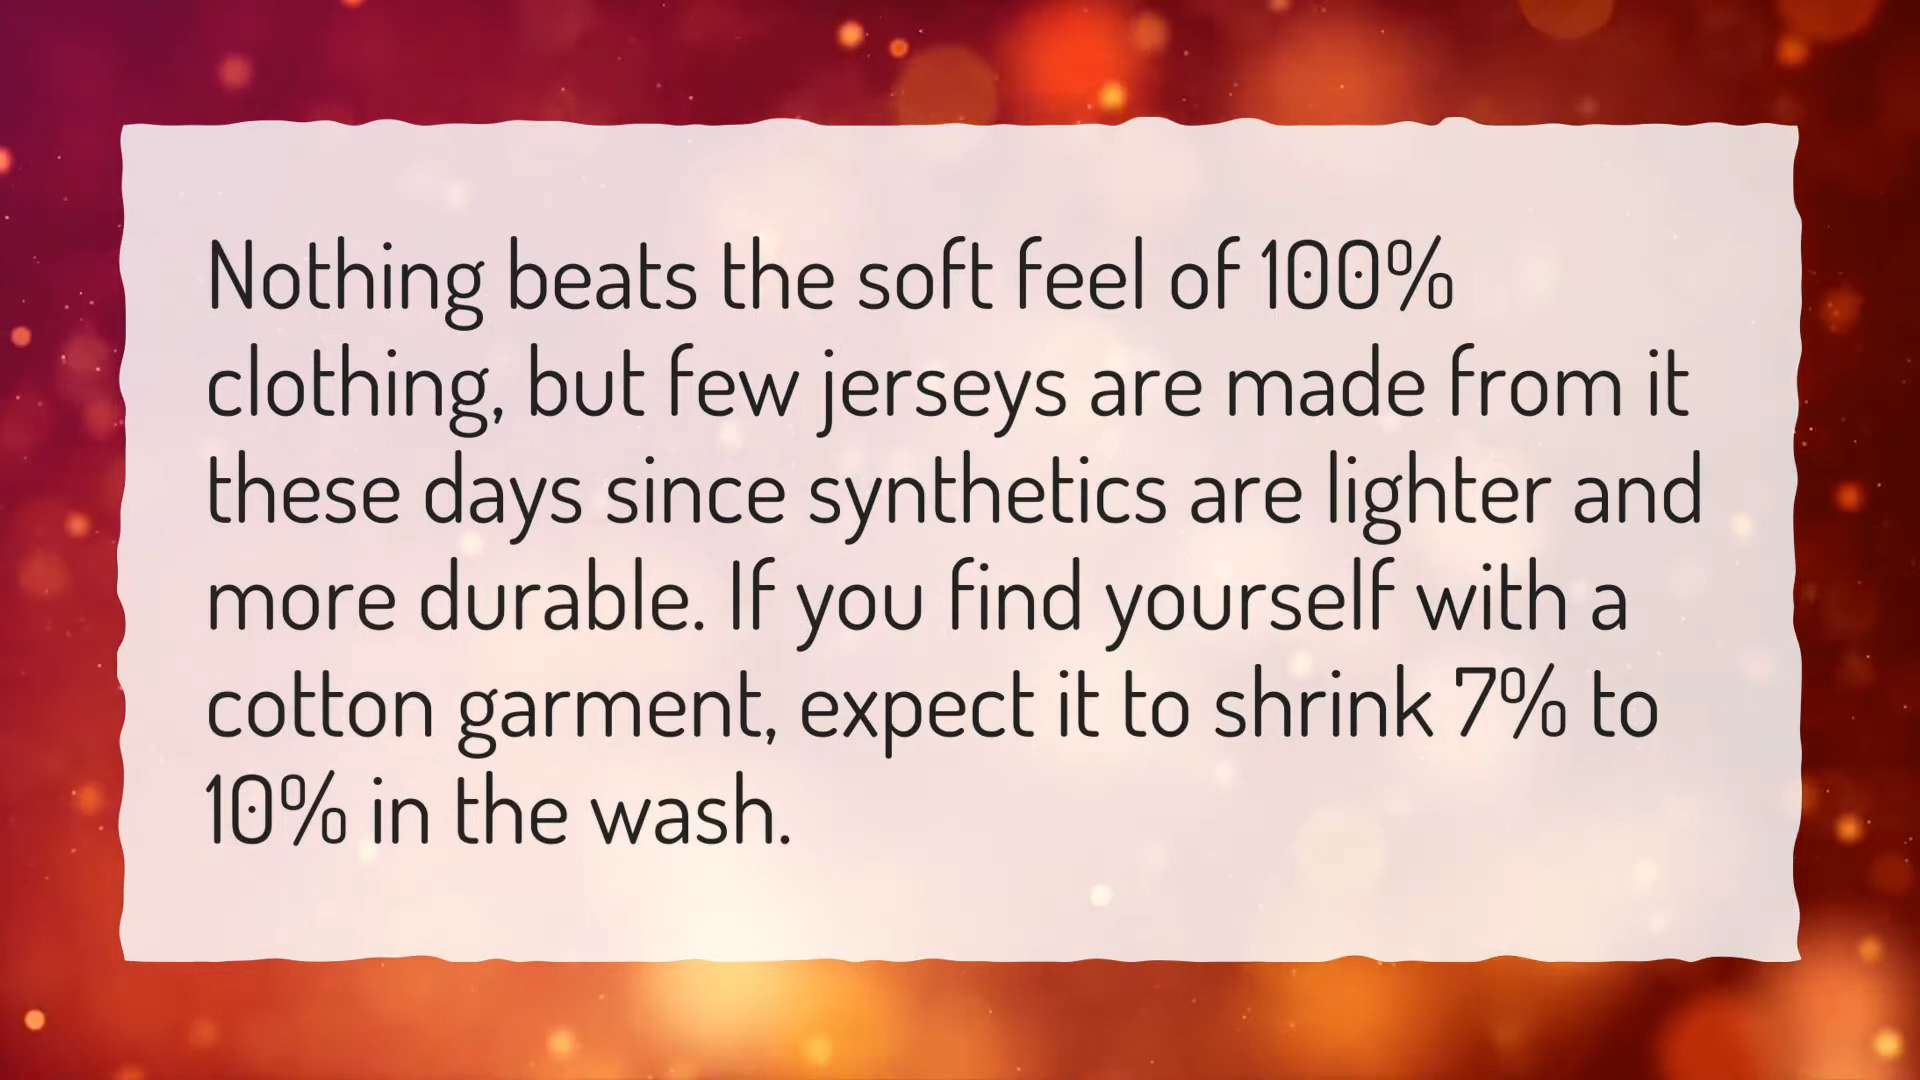 Nothing beats the soft feel of 100%
clothing, but few jerseys are made from it
these days since synthetics are lighter and
more durable. If you find yourself with a
cotton garment, expect it to shrink 7% to
10% in the wash.